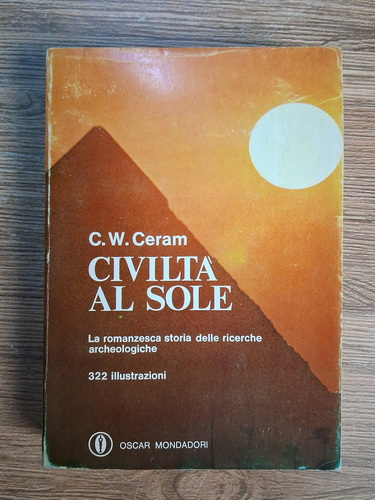 C. W. Ceram
CIVILTÀ
AL SOLE
La romanzesca storia delle ricerche
archeologiche
322 illustrazioni
OSCAR MONDADORI